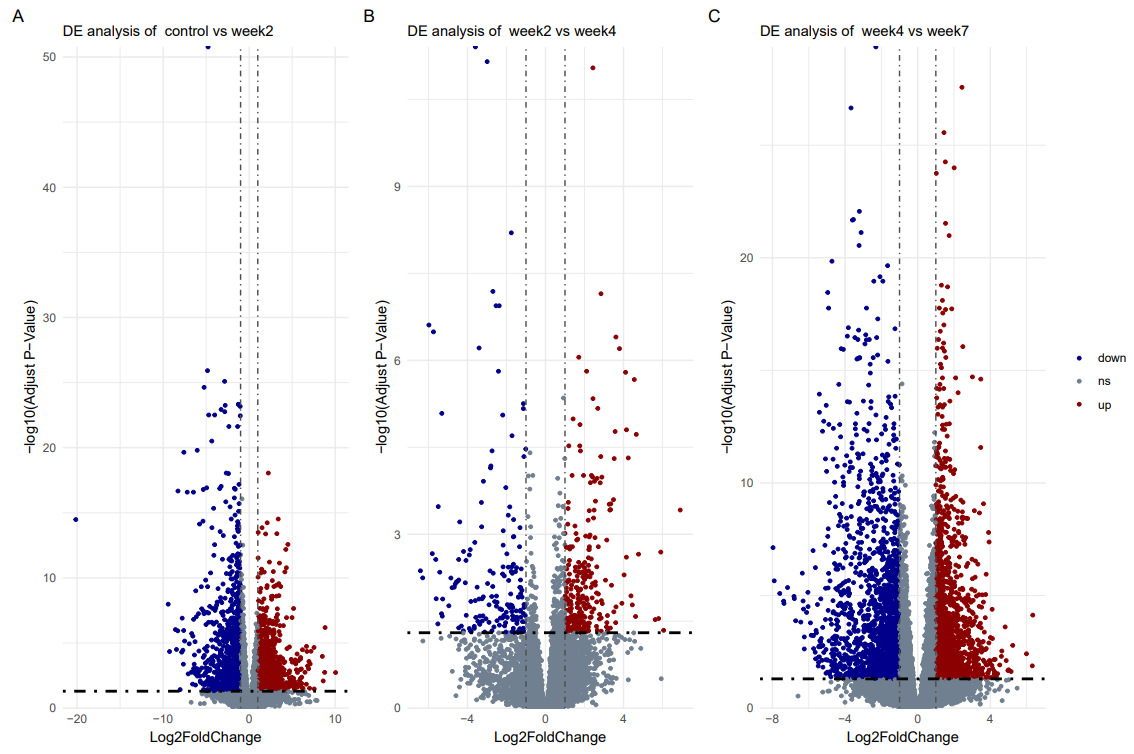 A
DE analysis of  control vs week2
−log10(Adjust P−Value)
50
40
30
20
10
0
−20
−10
0
10
Log2FoldChange
B
DE analysis of  week2 vs week4
−log10(Adjust P−Value)
9
6
3
0
−4
0
4
Log2FoldChange
C
DE analysis of  week4 vs week7
−log10(Adjust P−Value)
20
10
0
−8
−4
0
4
Log2FoldChange
down
ns
up